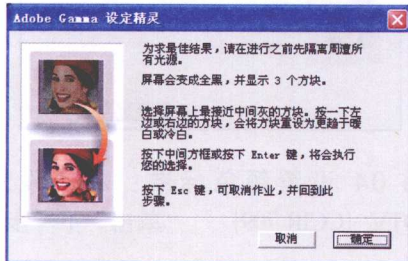 Adobe Gamma 设定精灵
为求最佳结果，请在进行之前先隔离周遭所
有光源。
屏幕会变成全黑，并显示 3 个方块。
选择屏幕上最接近中间灰的方块。按一下左
边或右边的方块，会将方块重设为更趋于暖
白或冷白。
按下中间方框或按下 Enter 键，将会执行
您的选择。
按下 Esc 键，可取消作业，并回到此
步骤。
取消 确定